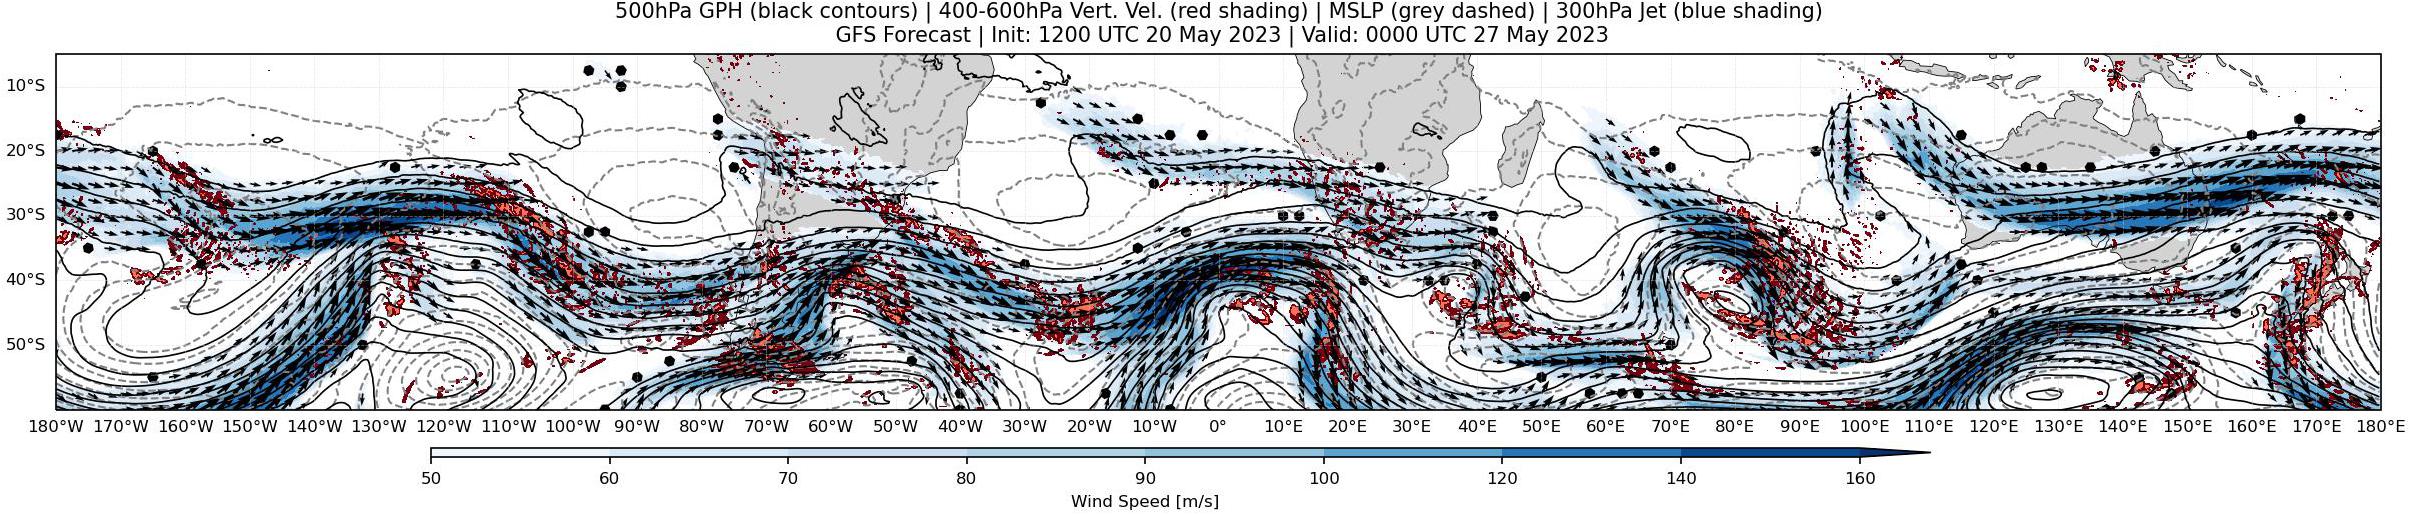 500hPa GPH (black contours) | 400-600hPa Vert. Vel. (red shading) | MSLP (grey dashed) | 300hPa Jet (blue shading)
GFS Forecast | Init: 1200 UTC 20 May 2023 | Valid: 0000 UTC 27 May 2023
10°S
20°S
30°S
40°S
50°S
180°W 170°W 160°W 150°W 140°W 130°W 120°W 110°W 100°W 90°W 80°W 70°W 60°W 50°W 40°W 30°W 20°W 10°W 0° 10°E 20°E 30°E 40°E 50°E 60°E 70°E 80°E 90°E 100°E 110°E 120°E 130°E 140°E 150°E 160°E 170°E 180°E
50 60 70 80 90 100 120 140 160
Wind Speed [m/s]